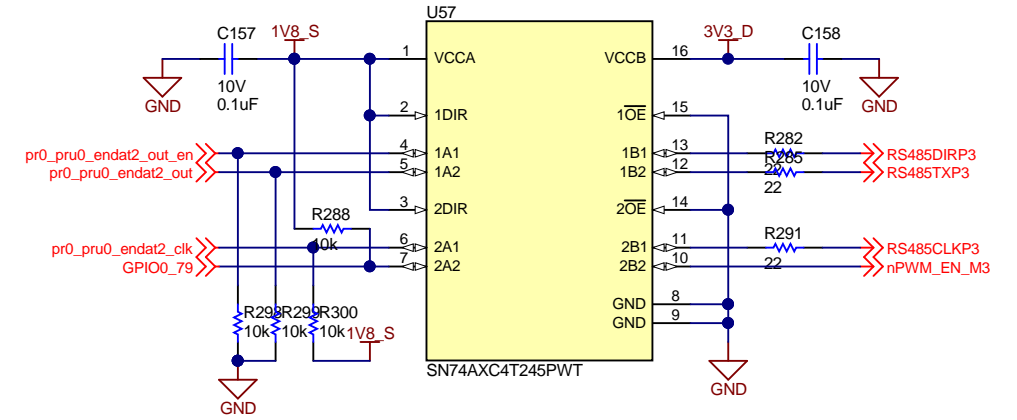 U57
C157
1V8_S
3V3_D
C158
1
VCCA
VCCB
16
10V
0.1uF
GND
10V
0.1uF
GND
2
1DIR
1OE
15
pr0_pru0_endat2_out_en
4
1A1
1B1
13
R282
22
RS485DIRP3
pr0_pru0_endat2_out
5
1A2
1B2
12
R285
22
RS485TXP3
3
2DIR
2OE
14
R288
10k
pr0_pru0_endat2_clk
6
2A1
2B1
11
R291
22
RS485CLKP3
GPIO0_79
7
2A2
2B2
10
nPWM_EN_M3
GND
8
GND
9
R298
10k
R299
10k
R300
10k
1V8_S
SN74AXC4T245PWT
GND
GND